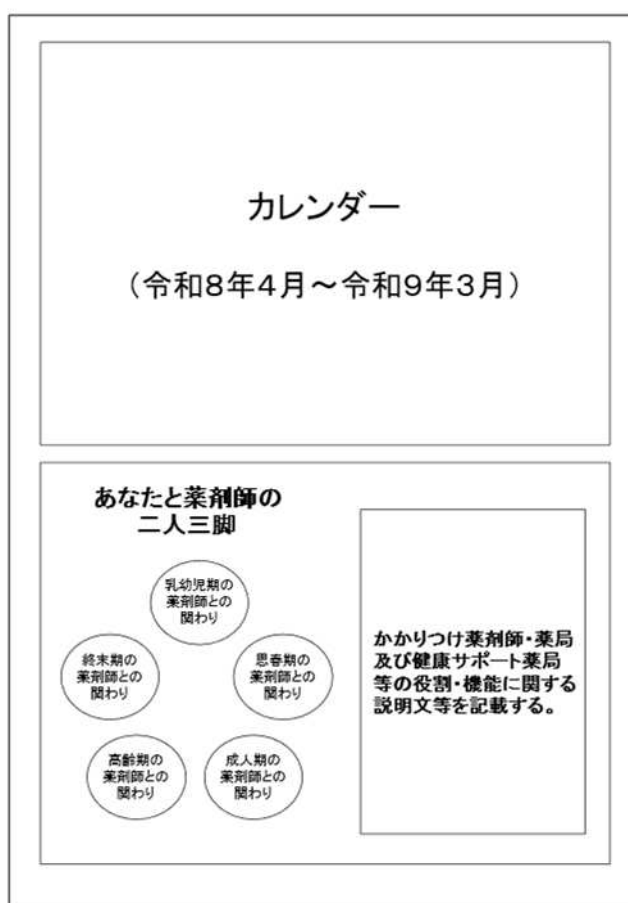 カレンダー
（令和8年4月～令和9年3月）
あなたと薬剤師の
二人三脚
乳幼児期の
薬剤師との
関わり
終末期の
薬剤師との
関わり
思春期の
薬剤師との
関わり
高齢期の
薬剤師との
関わり
成人期の
薬剤師との
関わり
かかりつけ薬剤師・薬局
及び健康サポート薬局
等の役割・機能に関する
説明文等を記載する。